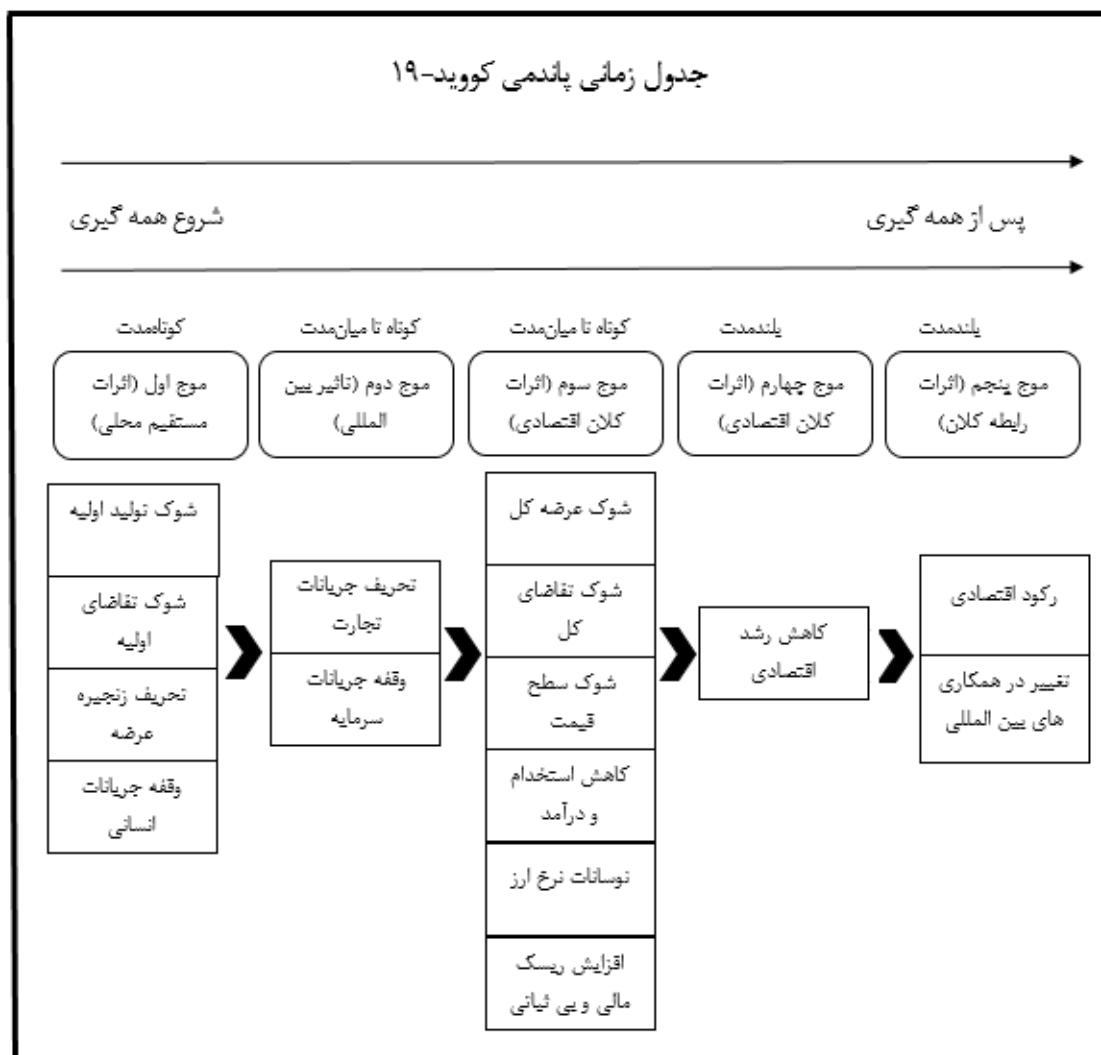 جدول زمانی پاندمی کووید-۱۹
شروع همه گیری
پس از همه گیری
کوتاه‌مدت
کوتاه تا میان‌مدت
کوتاه تا میان‌مدت
بلندمدت
بلندمدت
موج اول (اثرات
مستقیم محلی)
موج دوم (تاثیر بین
المللی)
موج سوم (اثرات
کلان اقتصادی)
موج چهارم (اثرات
کلان اقتصادی)
موج پنجم (اثرات
رابطه کلان)
شوک تولید اولیه
شوک تقاضای
اولیه
تحریف زنجیره
عرضه
وقفه جریانات
انسانی
تحریف جریانات
تجارت
وقفه جریانات
سرمایه
شوک عرضه کل
شوک تقاضای
کل
شوک سطح
قیمت
کاهش استخدام
و درآمد
نوسانات نرخ ارز
افزایش ریسک
مالی و بی ثباتی
کاهش رشد
اقتصادی
رکود اقتصادی
تغییر در همکاری
های بین المللی